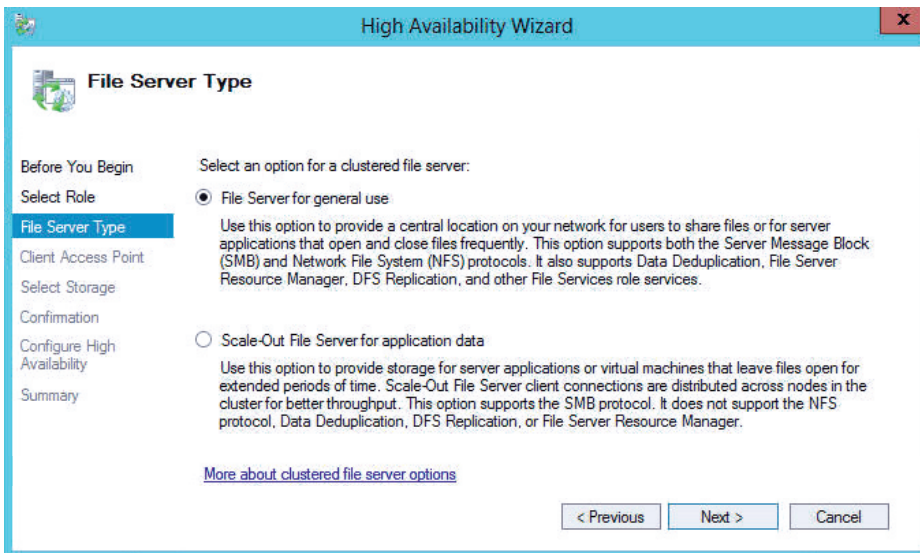 High Availability Wizard
x
File Server Type
Before You Begin
Select Role
File Server Type
Client Access Point
Select Storage
Confirmation
Configure High
Availability
Summary
Select an option for a clustered file server:
File Server for general use
Use this option to provide a central location on your network for users to share files or for server
applications that open and close files frequently. This option supports both the Server Message Block
(SMB) and Network File System (NFS) protocols. It also supports Data Deduplication, File Server
Resource Manager, DFS Replication, and other File Services role services.
Scale-Out File Server for application data
Use this option to provide storage for server applications or virtual machines that leave files open for
extended periods of time. Scale-Out File Server client connections are distributed across nodes in the
cluster for better throughput. This option supports the SMB protocol. It does not support the NFS
protocol, Data Deduplication, DFS Replication, or File Server Resource Manager.
More about clustered file server options
< Previous
Next >
Cancel